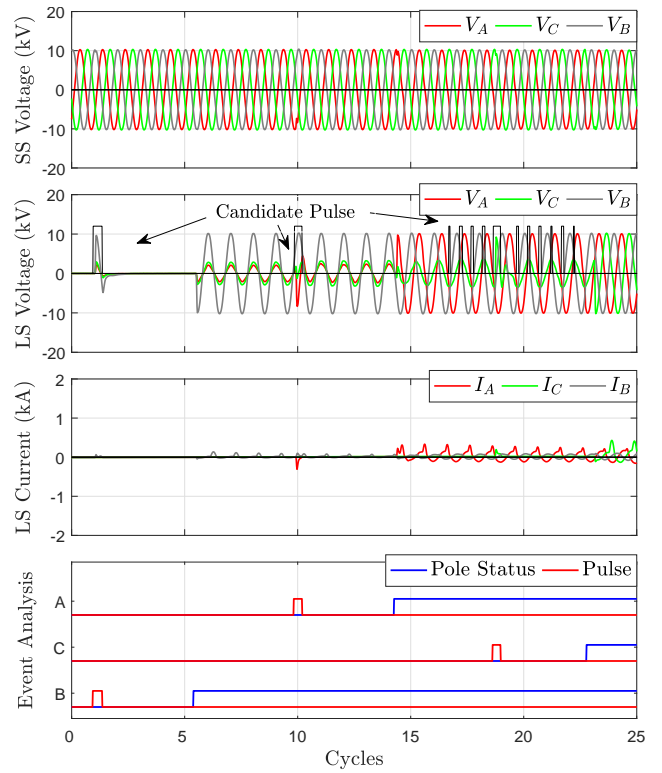 20
10
0
-10
-20
SS Voltage (kV)
V_A V_C V_B
20
10
0
-10
-20
LS Voltage (kV)
V_A V_C V_B
Candidate Pulse
2
1
0
-1
-2
LS Current (kA)
I_A I_C I_B
Pole Status Pulse
A
C
B
Event Analysis
0 5 10 15 20 25
Cycles